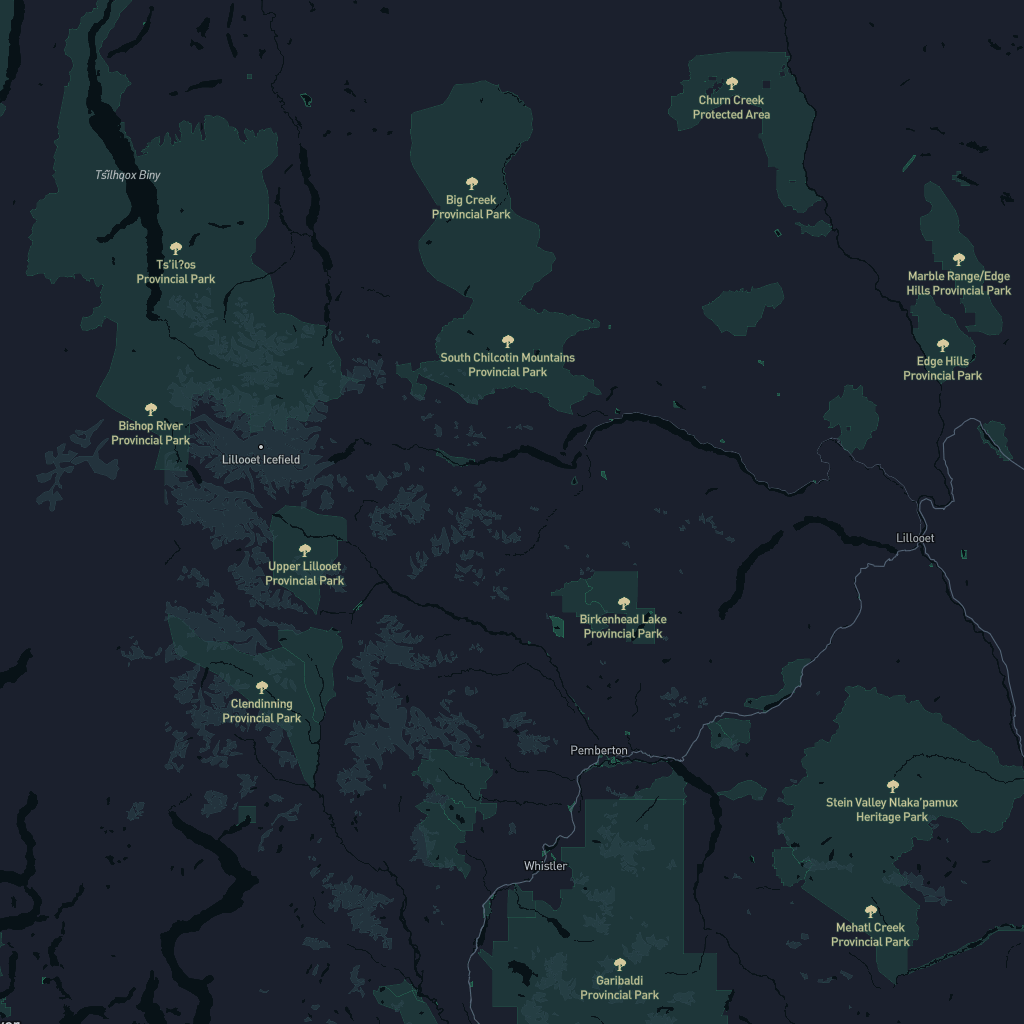 Churn Creek
Protected Area
Tŝilhqox Biny
Big Creek
Provincial Park
Ts'il?os
Provincial Park
Marble Range/Edge
Hills Provincial Park
South Chilcotin Mountains
Provincial Park
Edge Hills
Provincial Park
Bishop River
Provincial Park
Lillooet Icefield
Lillooet
Upper Lillooet
Provincial Park
Birkenhead Lake
Provincial Park
Clendinning
Provincial Park
Pemberton
Stein Valley Nlaka'pamux
Heritage Park
Whistler
Mehatl Creek
Provincial Park
Garibaldi
Provincial Park